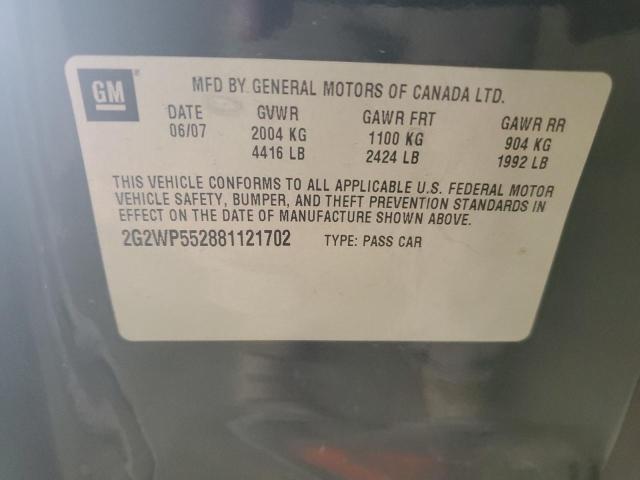 GM
MFD BY GENERAL MOTORS OF CANADA LTD.
DATE GVWR GAWR FRT GAWR RR
06/07 2004 KG 1100 KG 904 KG
4416 LB 2424 LB 1992 LB
THIS VEHICLE CONFORMS TO ALL APPLICABLE U.S. FEDERAL MOTOR
VEHICLE SAFETY, BUMPER, AND THEFT PREVENTION STANDARDS IN
EFFECT ON THE DATE OF MANUFACTURE SHOWN ABOVE.
2G2WP552881121702 TYPE: PASS CAR